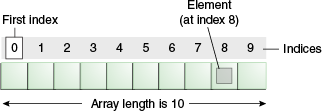 Element
First index
(at index 8)
0 1 2 3 4 5 6 7 8 9 Indices
Array length is 10